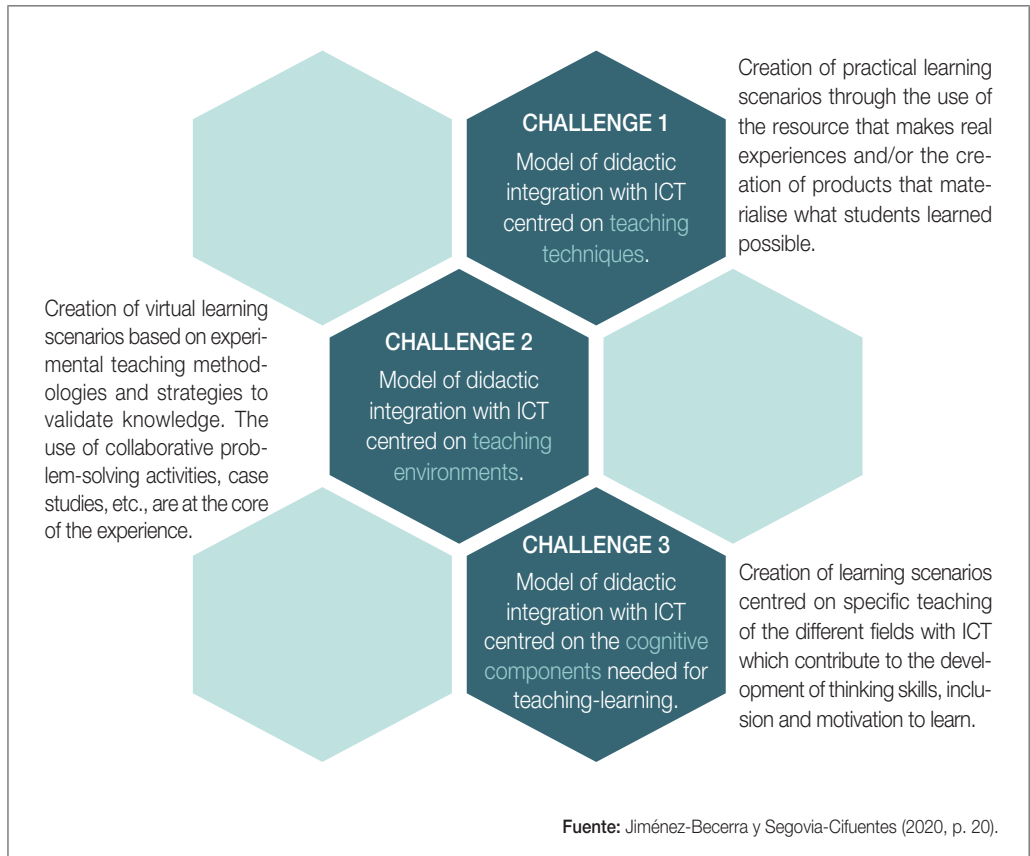 CHALLENGE 1
Model of didactic
integration with ICT
centred on teaching
techniques.
Creation of practical learning
scenarios through the use of
the resource that makes real
experiences and/or the cre-
ation of products that mate-
rialise what students learned
possible.
CHALLENGE 2
Model of didactic
integration with ICT
centred on teaching
environments.
Creation of virtual learning
scenarios based on experi-
mental teaching method-
ologies and strategies to
validate knowledge. The
use of collaborative prob-
lem-solving activities, case
studies, etc., are at the core
of the experience.
CHALLENGE 3
Model of didactic
integration with ICT
centred on the cognitive
components needed for
teaching-learning.
Creation of learning scenarios
centred on specific teaching
of the different fields with ICT
which contribute to the devel-
opment of thinking skills, inclu-
sion and motivation to learn.
Fuente: Jiménez-Becerra y Segovia-Cifuentes (2020, p. 20).